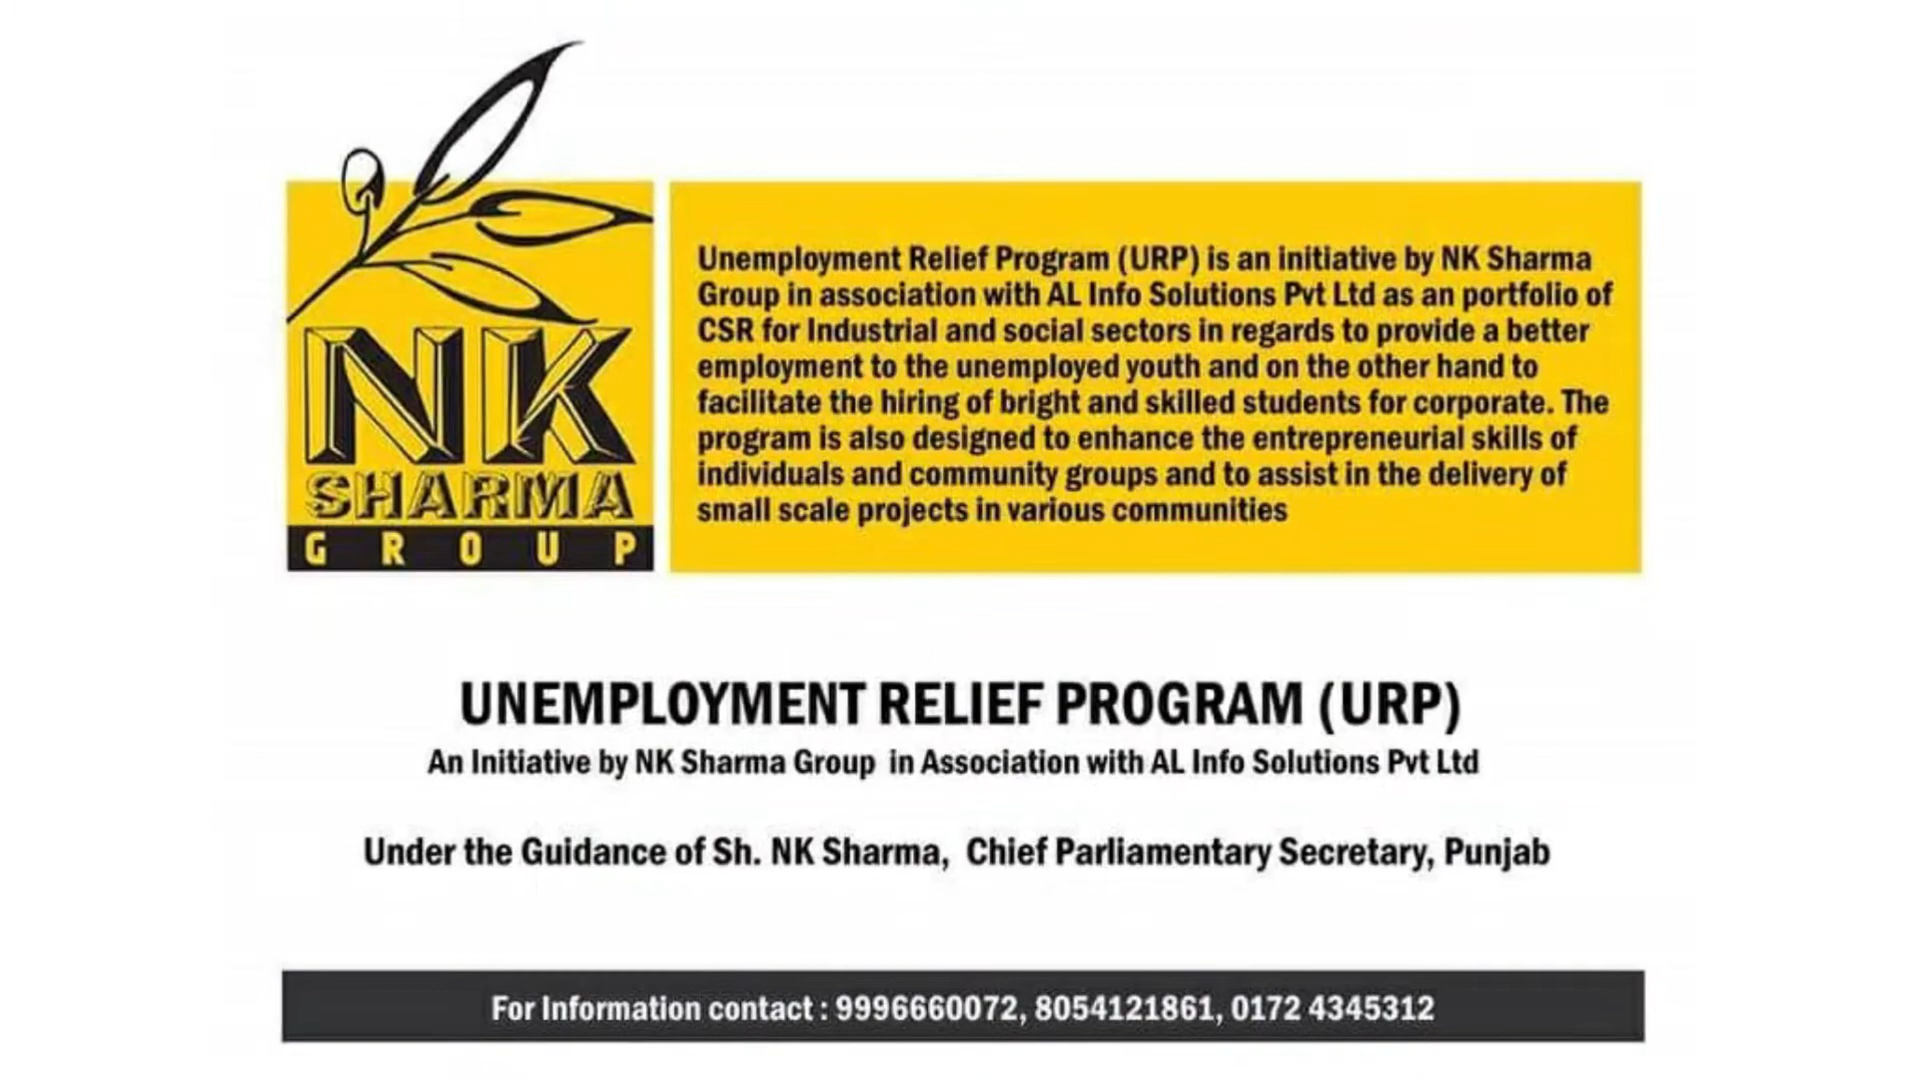 NK
SHARMA
GROUP
Unemployment Relief Program (URP) is an initiative by NK Sharma
Group in association with AL Info Solutions Pvt Ltd as an portfolio of
CSR for Industrial and social sectors in regards to provide a better
employment to the unemployed youth and on the other hand to
facilitate the hiring of bright and skilled students for corporate. The
program is also designed to enhance the entrepreneurial skills of
individuals and community groups and to assist in the delivery of
small scale projects in various communities
UNEMPLOYMENT RELIEF PROGRAM (URP)
An Initiative by NK Sharma Group in Association with AL Info Solutions Pvt Ltd
Under the Guidance of Sh. NK Sharma, Chief Parliamentary Secretary, Punjab
For Information contact : 9996660072, 8054121861, 0172 4345312